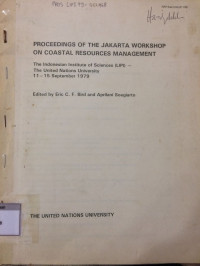 PROCEEDINGS OF THE JAKARTA WORKSHOP
ON COASTAL RESOURCES MANAGEMENT
The Indonesian Institute of Sciences (LIPI) —
The United Nations University
11 - 15 September 1979
Edited by Eric C. F. Bird and Aprilani Soegiarto
THE UNITED NATIONS UNIVERSITY